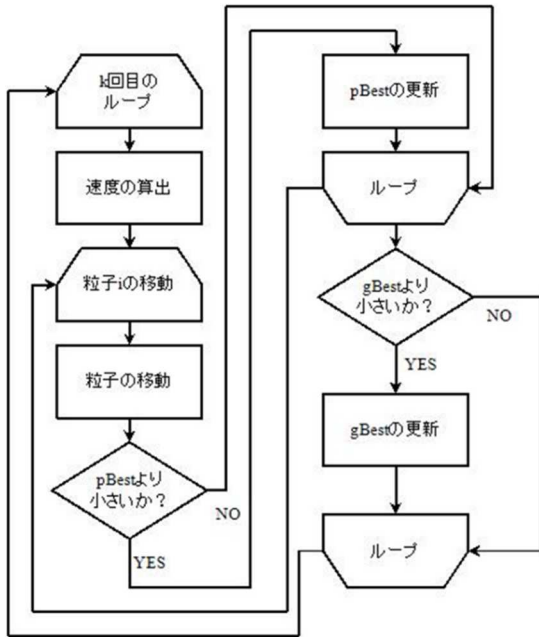 k回目の
ループ
速度の算出
粒子iの移動
粒子の移動
pBestより
小さいか？
NO
YES
pBestの更新
ループ
gBestより
小さいか？
NO
YES
gBestの更新
ループ